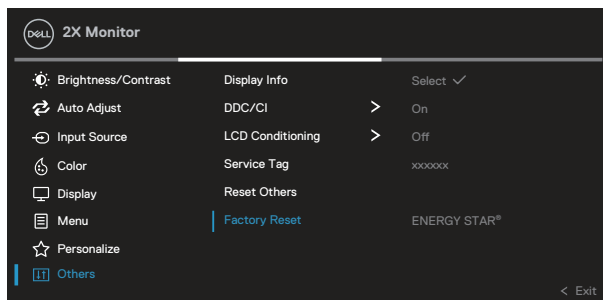 DELL 2X Monitor
Brightness/Contrast Display Info Select
Auto Adjust DDC/CI > On
Input Source LCD Conditioning > Off
Color Service Tag xxxxxx
Display Reset Others
Menu Factory Reset ENERGY STAR®
Personalize
Others
< Exit